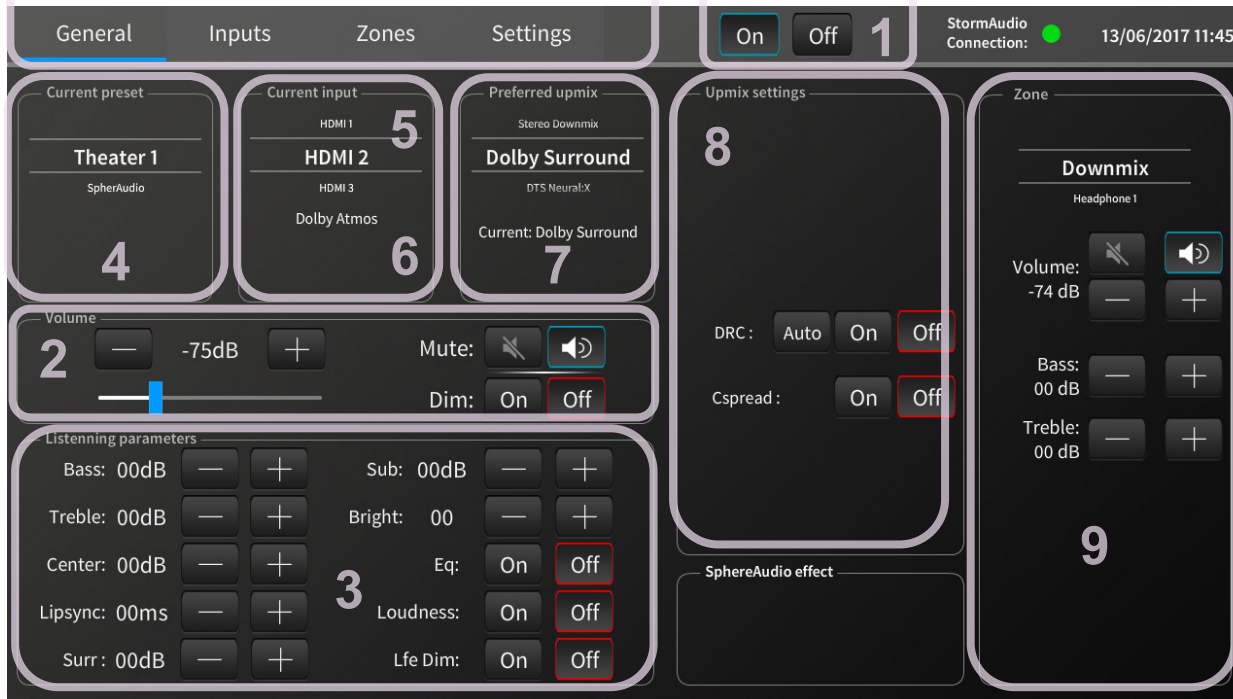 General Inputs Zones Settings
On Off 1
StormAudio
Connection:
13/06/2017 11:45
Current preset
Theater 1
SpherAudio
4
Current input
HDMI 1
5
HDMI 2
HDMI 3
Dolby Atmos
6
Preferred upmix
Stereo Downmix
Dolby Surround
DTS Neural:X
Current: Dolby Surround
7
Upmix settings
8
DRC : Auto On Off
Cspread : On Off
Zone
Downmix
Headphone 1
Volume:
-74 dB — +
Bass:
00 dB — +
Treble:
00 dB — +
9
Volume
2 — -75dB + Mute:
Dim: On Off
Listenning parameters
Bass: 00dB — + Sub: 00dB — +
Treble: 00dB — + Bright: 00 — +
Center: 00dB — + Eq: On Off
3
Lipsync: 00ms — + Loudness: On Off
Surr : 00dB — + Lfe Dim: On Off
SphereAudio effect